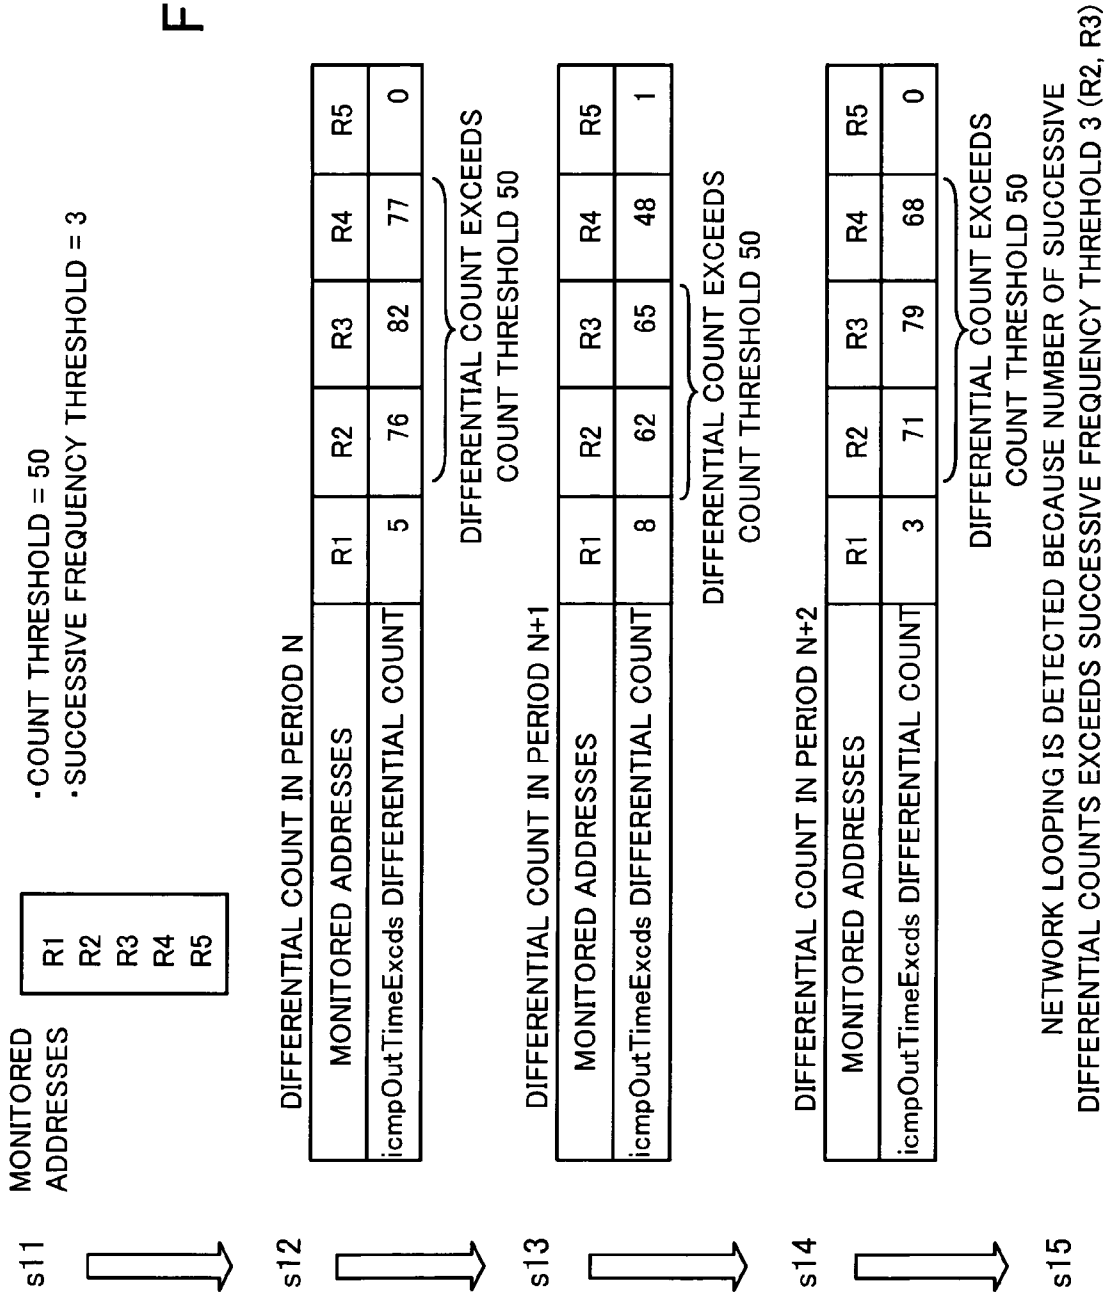 F
s11
MONITORED
ADDRESSES
R1
R2
R3
R4
R5
·COUNT THRESHOLD = 50
·SUCCESSIVE FREQUENCY THRESHOLD = 3
s12
DIFFERENTIAL COUNT IN PERIOD N
MONITORED ADDRESSES R1 R2 R3 R4 R5
icmpOutTimeExcds DIFFERENTIAL COUNT 5 76 82 77 0
DIFFERENTIAL COUNT EXCEEDS
COUNT THRESHOLD 50
s13
DIFFERENTIAL COUNT IN PERIOD N+1
MONITORED ADDRESSES R1 R2 R3 R4 R5
icmpOutTimeExcds DIFFERENTIAL COUNT 8 62 65 48 1
DIFFERENTIAL COUNT EXCEEDS
COUNT THRESHOLD 50
s14
DIFFERENTIAL COUNT IN PERIOD N+2
MONITORED ADDRESSES R1 R2 R3 R4 R5
icmpOutTimeExcds DIFFERENTIAL COUNT 3 71 79 68 0
DIFFERENTIAL COUNT EXCEEDS
COUNT THRESHOLD 50
s15
NETWORK LOOPING IS DETECTED BECAUSE NUMBER OF SUCCESSIVE
DIFFERENTIAL COUNTS EXCEEDS SUCCESSIVE FREQUENCY THREHOLD 3 (R2, R3)